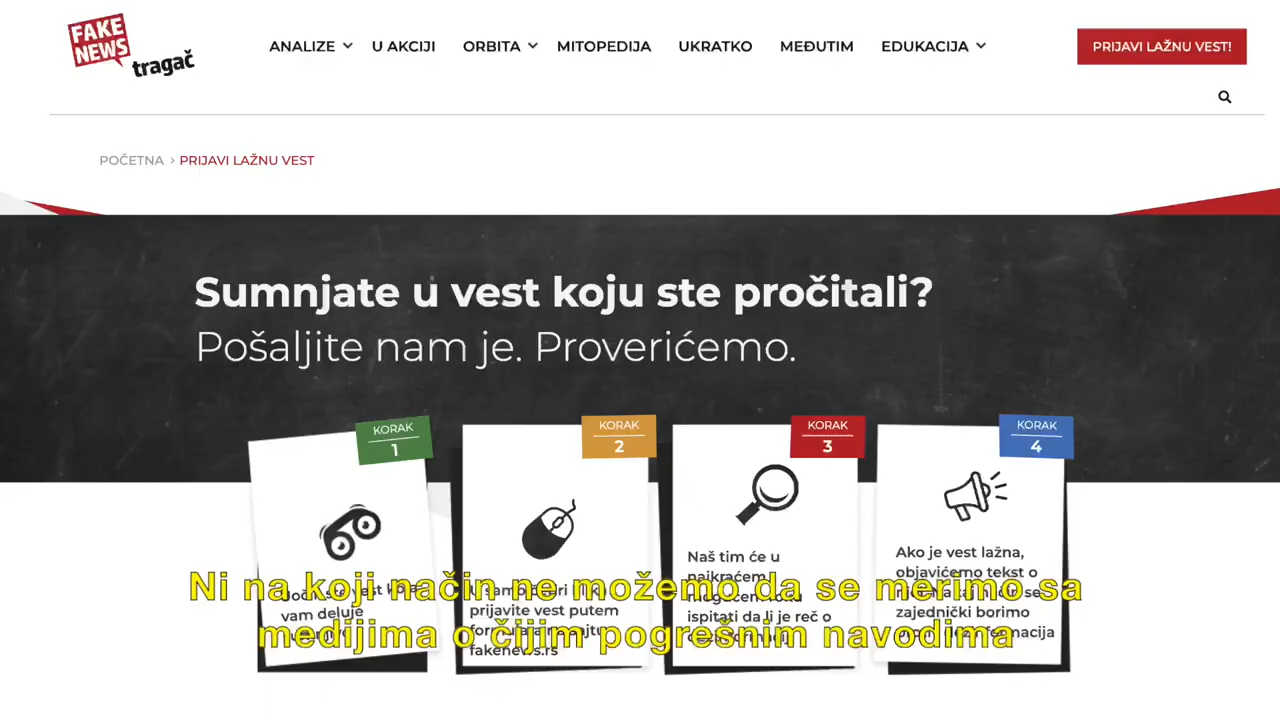 FAKE
NEWS
tragač
ANALIZE
U AKCIJI
ORBITA
MITOPEDIJA
UKRATKO
MEĐUTIM
EDUKACIJA
PRIJAVI LAŽNU VEST!
POČETNA > PRIJAVI LAŽNU VEST
Sumnjate u vest koju ste pročitali?
Pošaljite nam je. Proverićemo.
KORAK
1
vam deluje
KORAK
2
prijavite vest putem
fakenews.rs
KORAK
3
Naš tim će u
najkraćem
ispitati da li je reč o
KORAK
4
Ako je vest lažna,
objavićemo tekst o
zajednički borimo
Ni na koji način ne možemo da se merimo sa
medijima o čijim pogrešnim navodima